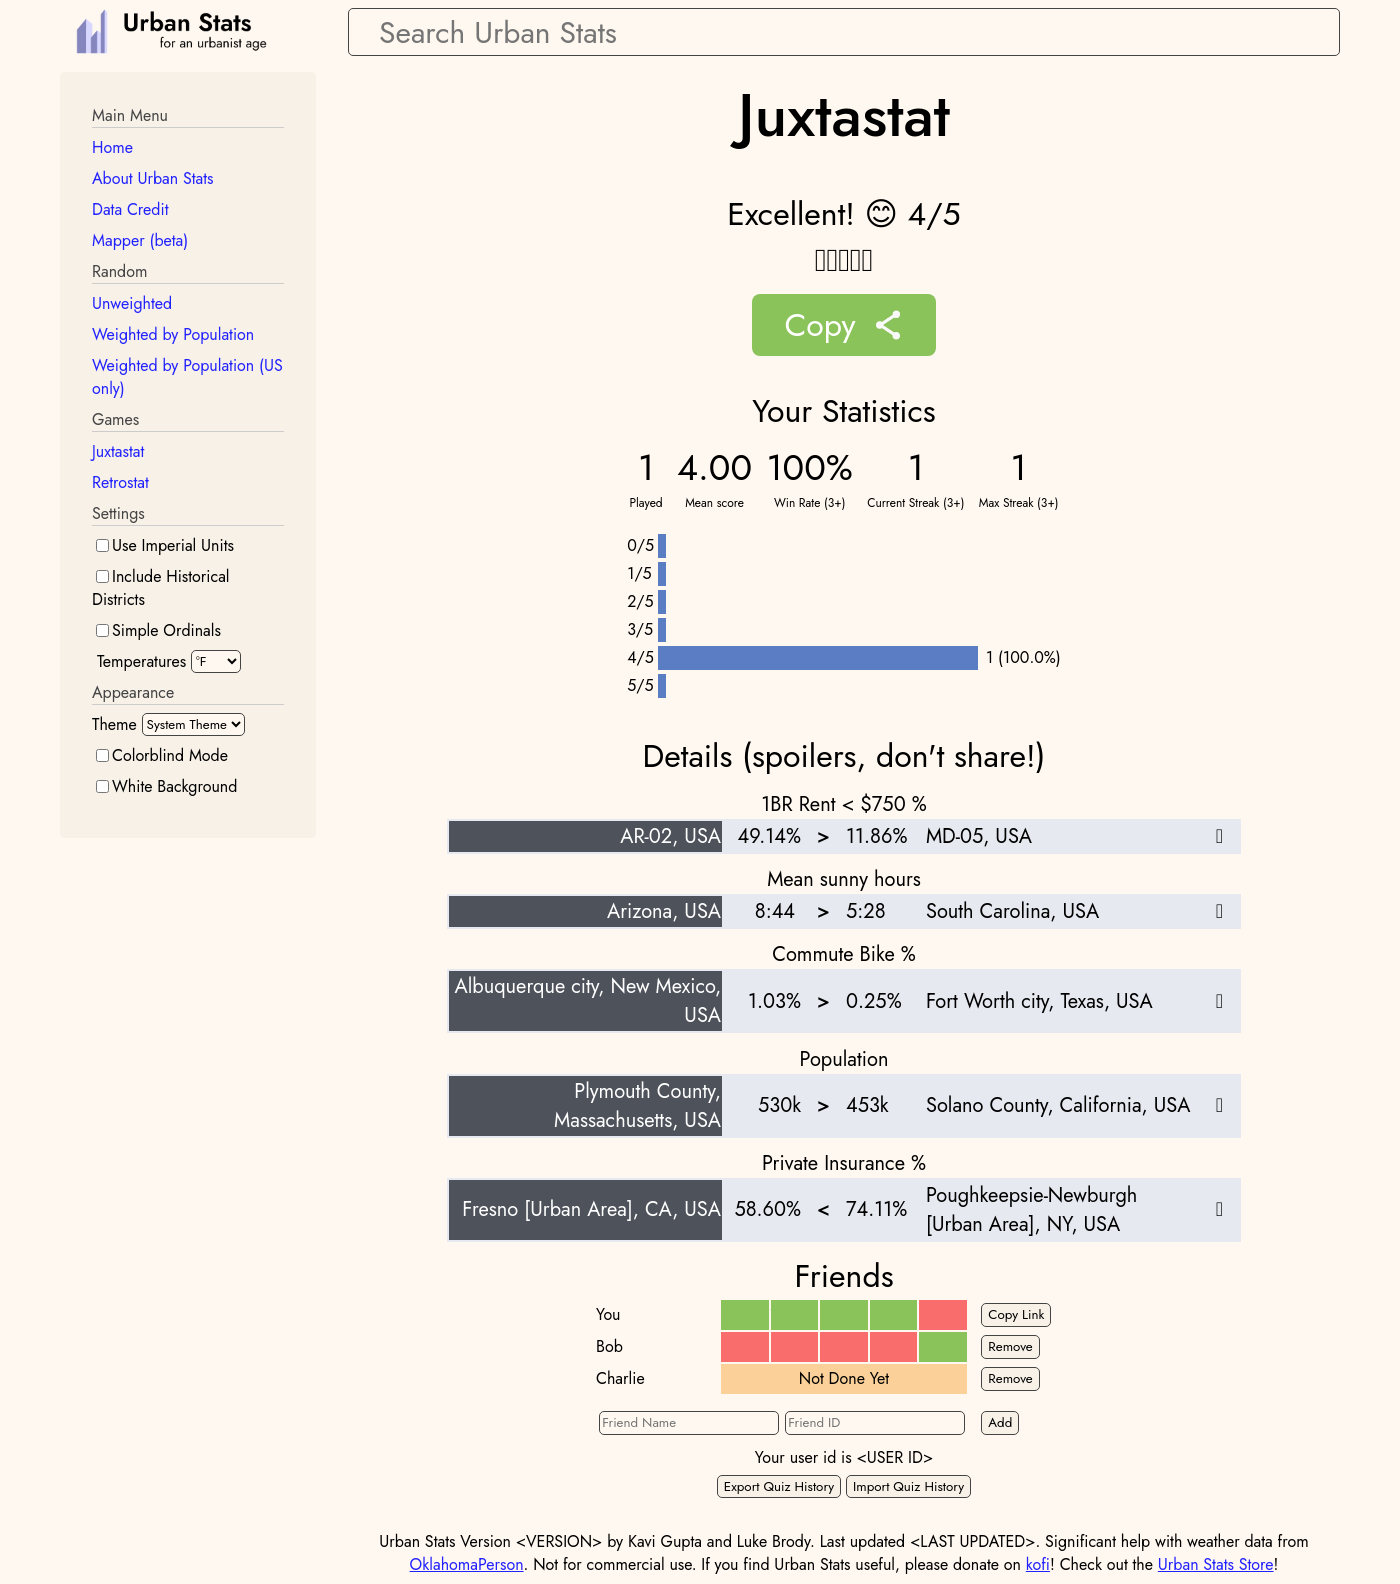 Urban Stats
for an urbanist age
Search Urban Stats
Main Menu
Home
About Urban Stats
Data Credit
Mapper (beta)
Random
Unweighted
Weighted by Population
Weighted by Population (US
only)
Games
Juxtastat
Retrostat
Settings
Use Imperial Units
Include Historical
Districts
Simple Ordinals
Temperatures °F
Appearance
Theme System Theme
Colorblind Mode
White Background
Juxtastat
Excellent! 😊 4/5
Copy
Your Statistics
1 4.00 100% 1 1
Played Mean score Win Rate (3+) Current Streak (3+) Max Streak (3+)
0/5
1/5
2/5
3/5
4/5 1 (100.0%)
5/5
Details (spoilers, don't share!)
1BR Rent < $750 %
AR-02, USA 49.14% > 11.86% MD-05, USA
Mean sunny hours
Arizona, USA 8:44 > 5:28 South Carolina, USA
Commute Bike %
Albuquerque city, New Mexico,
USA 1.03% > 0.25% Fort Worth city, Texas, USA
Population
Plymouth County,
Massachusetts, USA 530k > 453k Solano County, California, USA
Private Insurance %
Fresno [Urban Area], CA, USA 58.60% < 74.11% Poughkeepsie-Newburgh
[Urban Area], NY, USA
Friends
You Copy Link
Bob Remove
Charlie Not Done Yet Remove
Friend Name Friend ID Add
Your user id is <USER ID>
Export Quiz History Import Quiz History
Urban Stats Version <VERSION> by Kavi Gupta and Luke Brody. Last updated <LAST UPDATED>. Significant help with weather data from
OklahomaPerson. Not for commercial use. If you find Urban Stats useful, please donate on kofi! Check out the Urban Stats Store!